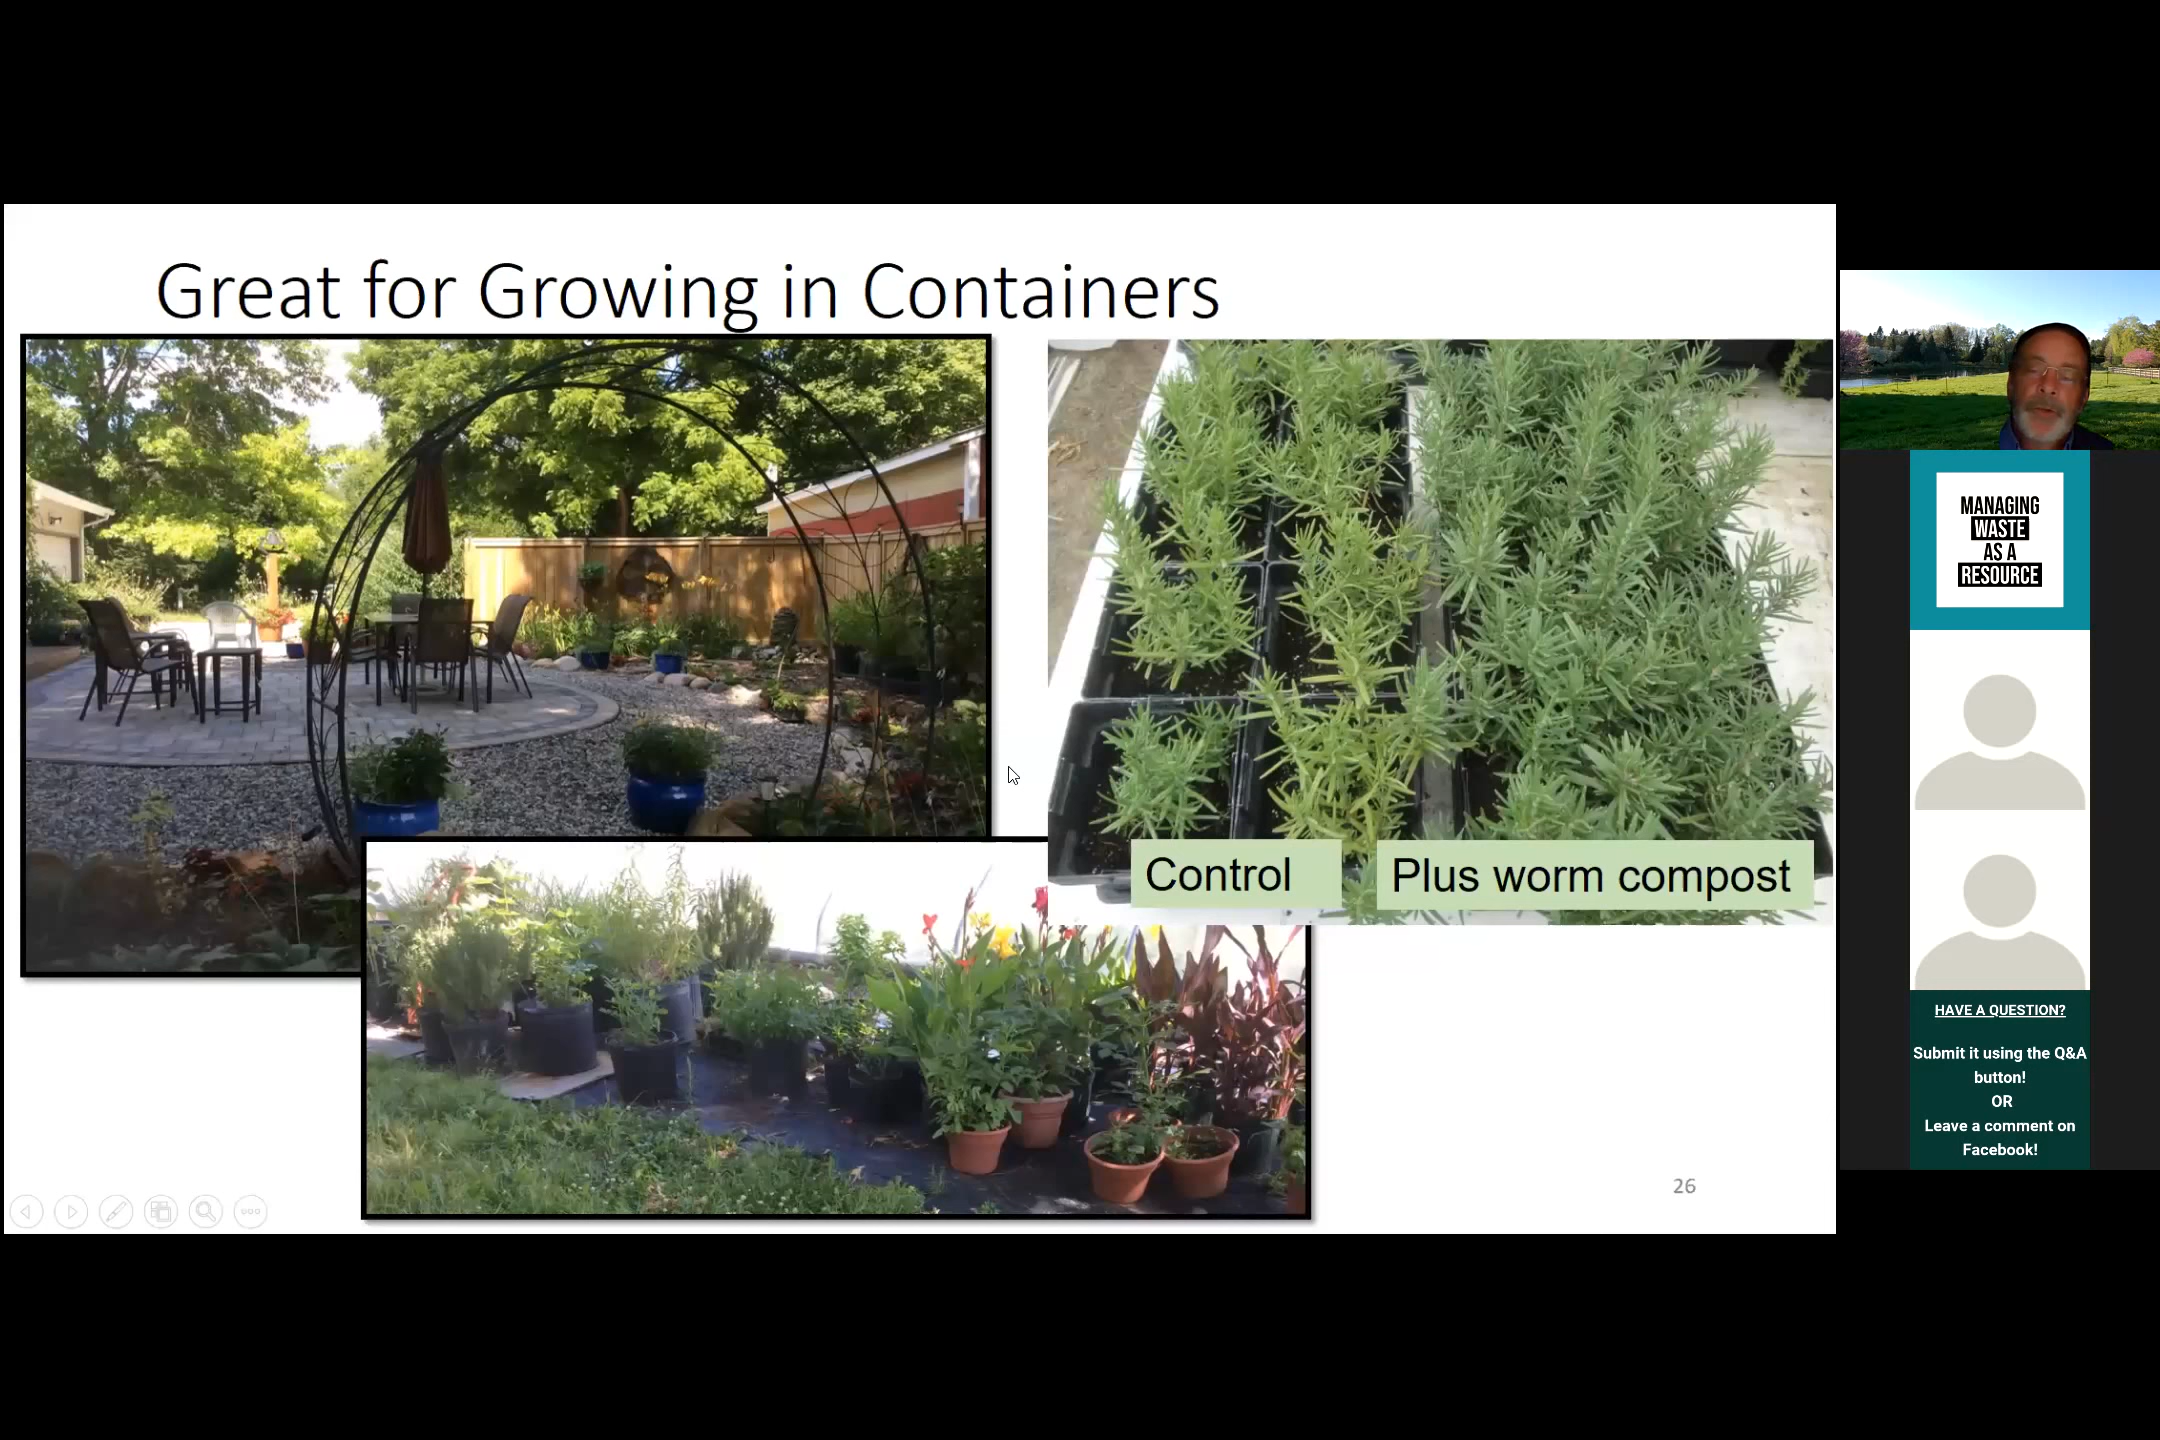 Great for Growing in Containers
Control
Plus worm compost
26
MANAGING
WASTE
AS A
RESOURCE
HAVE A QUESTION?
Submit it using the Q&A
button!
OR
Leave a comment on
Facebook!